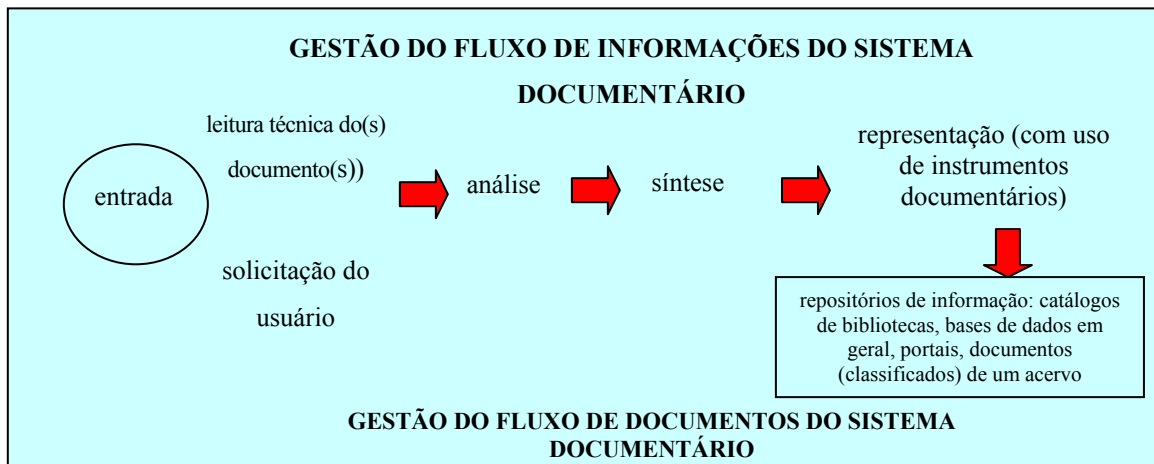 GESTÃO DO FLUXO DE INFORMAÇÕES DO SISTEMA
DOCUMENTÁRIO
leitura técnica do(s)
documento(s))
entrada
solicitação do
usuário
análise
síntese
representação (com uso
de instrumentos
documentários)
repositórios de informação: catálogos
de bibliotecas, bases de dados em
geral, portais, documentos
(classificados) de um acervo
GESTÃO DO FLUXO DE DOCUMENTOS DO SISTEMA
DOCUMENTÁRIO